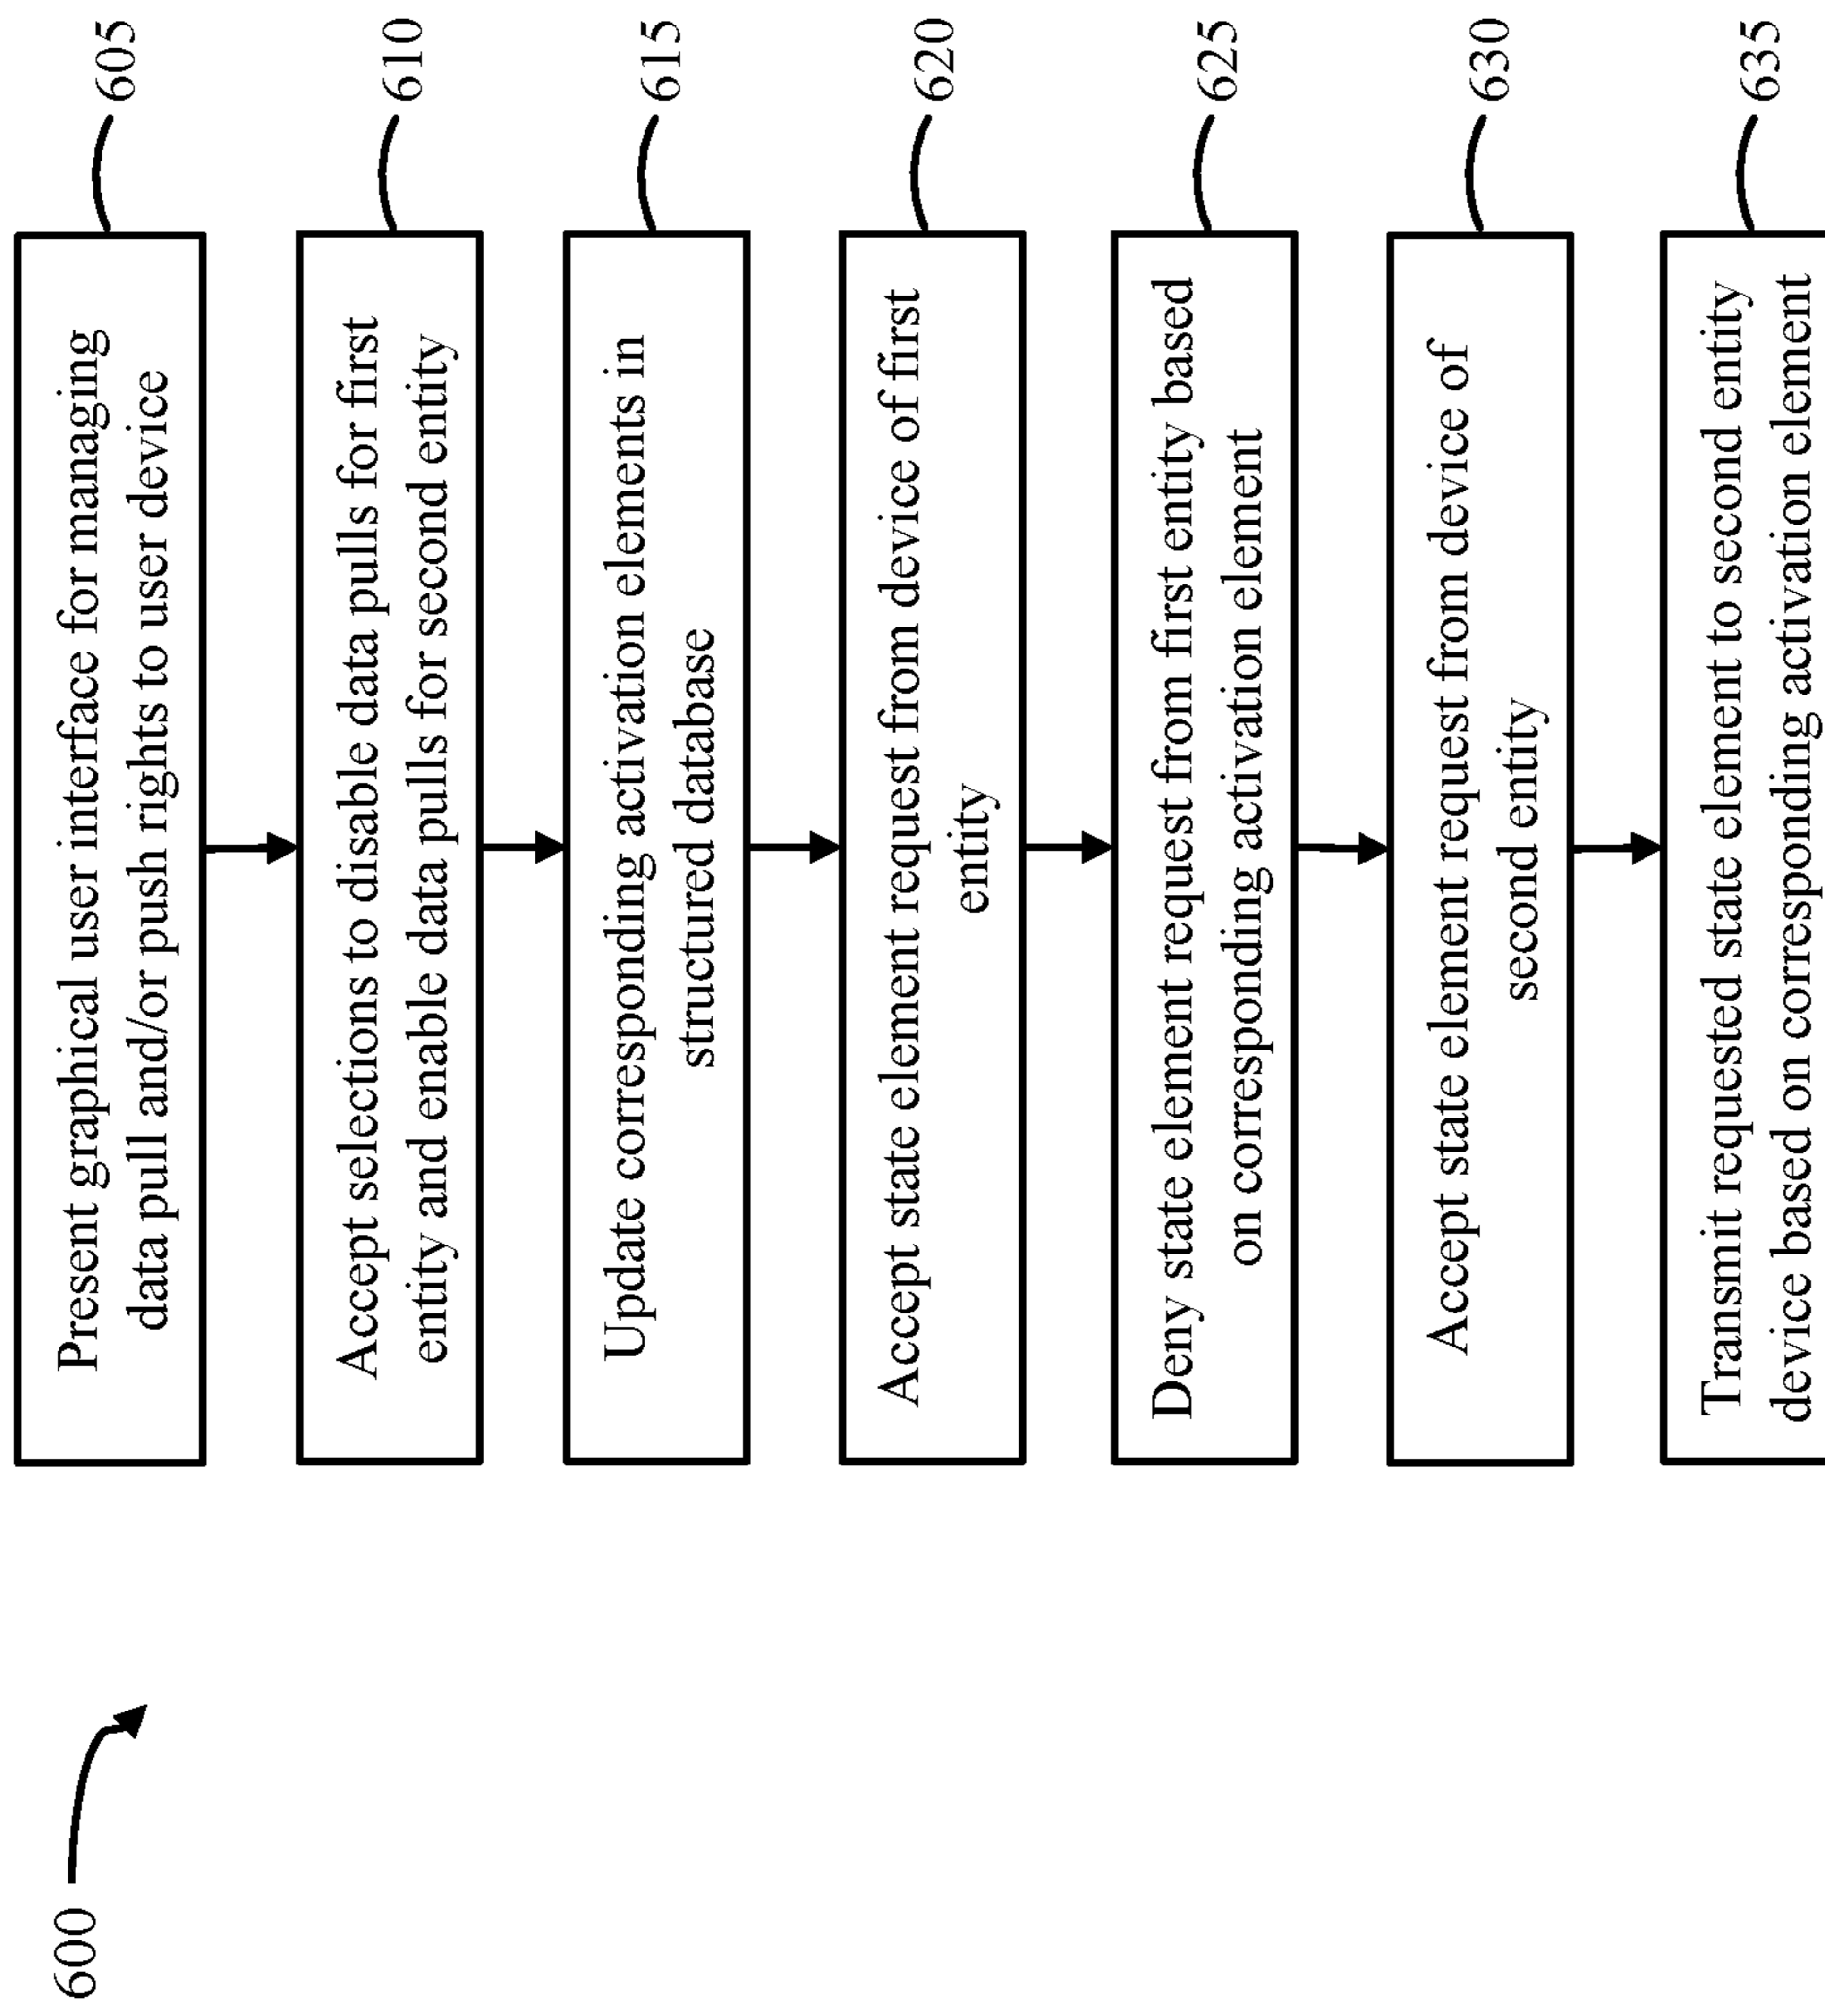 600
Present graphical user interface for managing
data pull and/or push rights to user device
605
Accept selections to disable data pulls for first
entity and enable data pulls for second entity
610
Update corresponding activation elements in
structured database
615
Accept state element request from device of first
entity
620
Deny state element request from first entity based
on corresponding activation element
625
Accept state element request from device of
second entity
630
Transmit requested state element to second entity
device based on corresponding activation element
635